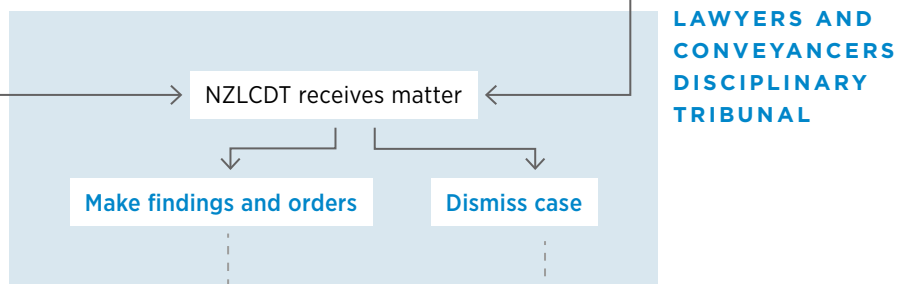 LAWYERS AND
CONVEYANCERS
DISCIPLINARY
TRIBUNAL
NZLCDT receives matter
Make findings and orders
Dismiss case